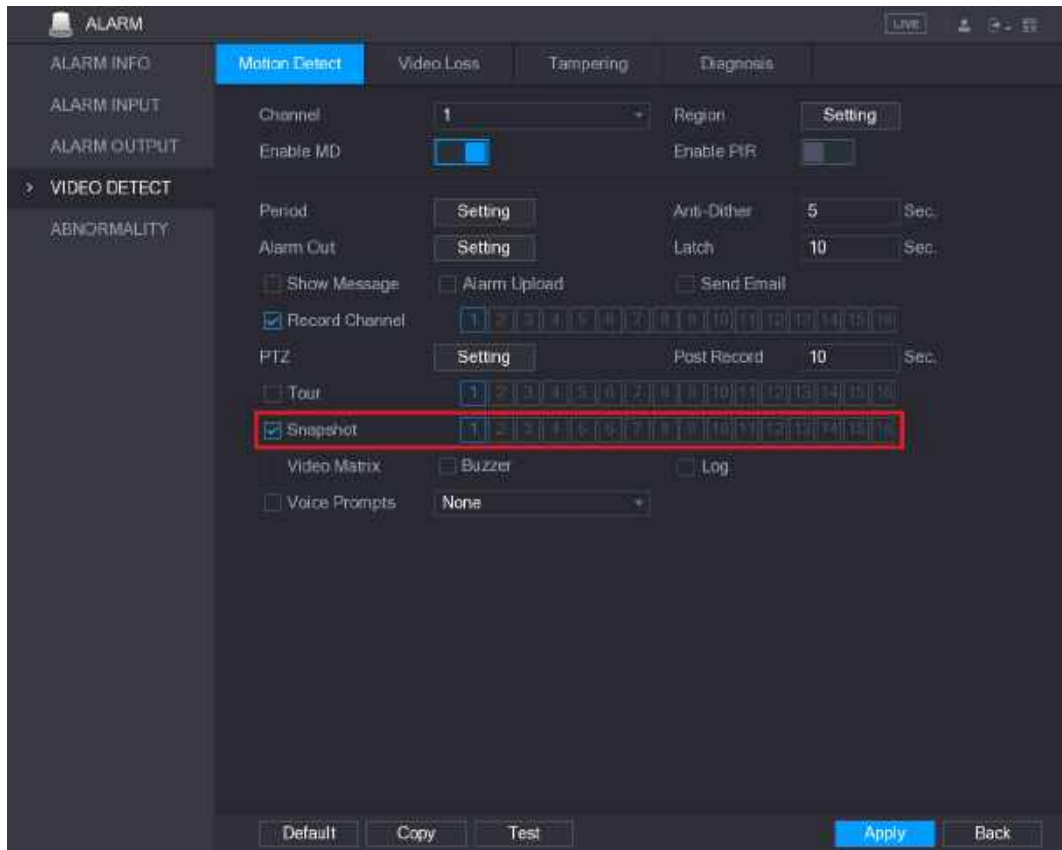 ALARM
LIVE
ALARM INFO
ALARM INPUT
ALARM OUTPUT
> VIDEO DETECT
ABNORMALITY
Motion Detect Video Loss Tampering Diagnosis
Channel 1 Region Setting
Enable MD Enable PIR
Period Setting Anti-Dither 5 Sec.
Alarm Out Setting Latch 10 Sec.
Show Message Alarm Upload Send Email
Record Channel 1 2 3 4 5 6 7 8 9 10 11 12 13 14 15 16
PTZ Setting Post Record 10 Sec.
Tour 1 2 3 4 5 6 7 8 9 10 11 12 13 14 15 16
Snapshot 1 2 3 4 5 6 7 8 9 10 11 12 13 14 15 16
Video Matrix Buzzer Log
Voice Prompts None
Default Copy Test Apply Back